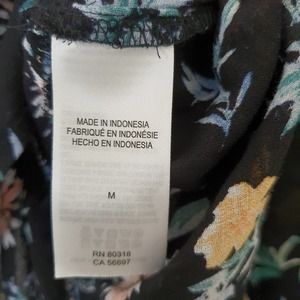 MADE IN INDONESIA
FABRIQUÉ EN INDONÉSIE
HECHO EN INDONESIA
M
RN 80318
CA 56697